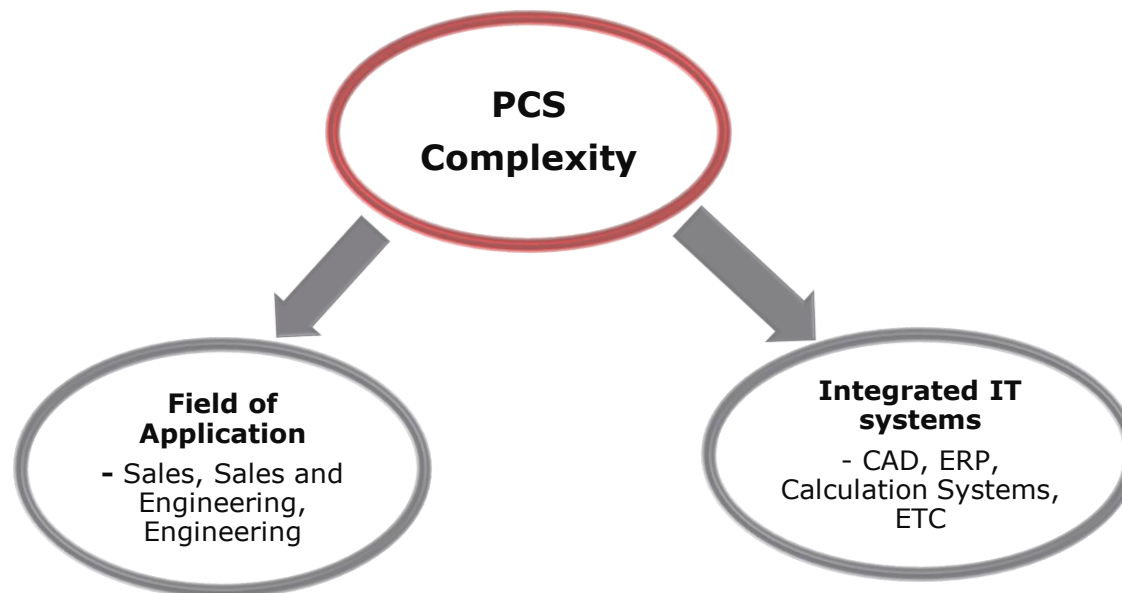 PCS
Complexity
Field of
Application
- Sales, Sales and
Engineering,
Engineering
Integrated IT
systems
- CAD, ERP,
Calculation Systems,
ETC